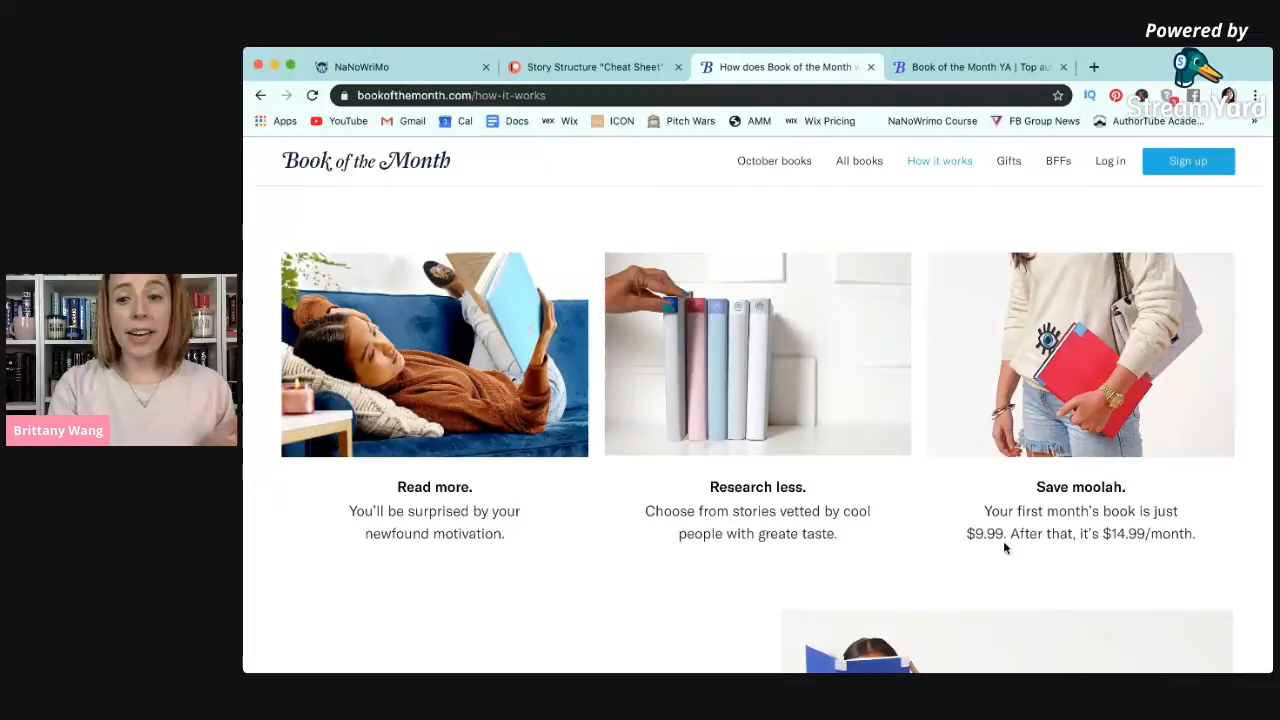 Powered by
StreamYard
NaNoWriMo
Story Structure "Cheat Sheet"
How does Book of the Month w
Book of the Month YA | Top au
bookofthemonth.com/how-it-works
Apps
YouTube
Gmail
Cal
Docs
WIX Wix
ICON
Pitch Wars
AMM
WIX Wix Pricing
NaNoWrimo Course
FB Group News
AuthorTube Acade...
Book of the Month
October books
All books
How it works
Gifts
BFFs
Log in
Sign up
Brittany Wang
Read more.
You'll be surprised by your
newfound motivation.
Research less.
Choose from stories vetted by cool
people with greate taste.
Save moolah.
Your first month's book is just
$9.99. After that, it's $14.99/month.